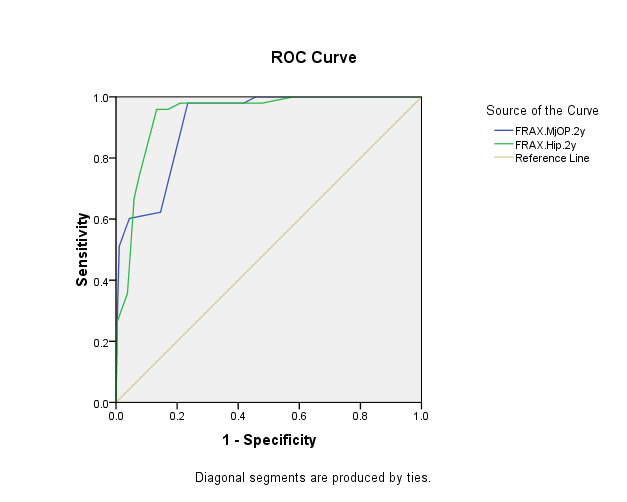 ROC Curve
Source of the Curve
FRAX.MjOP.2y
FRAX.Hip.2y
Reference Line
Sensitivity
1.0
0.8
0.6
0.4
0.2
0.0
0.0 0.2 0.4 0.6 0.8 1.0
1 - Specificity
Diagonal segments are produced by ties.